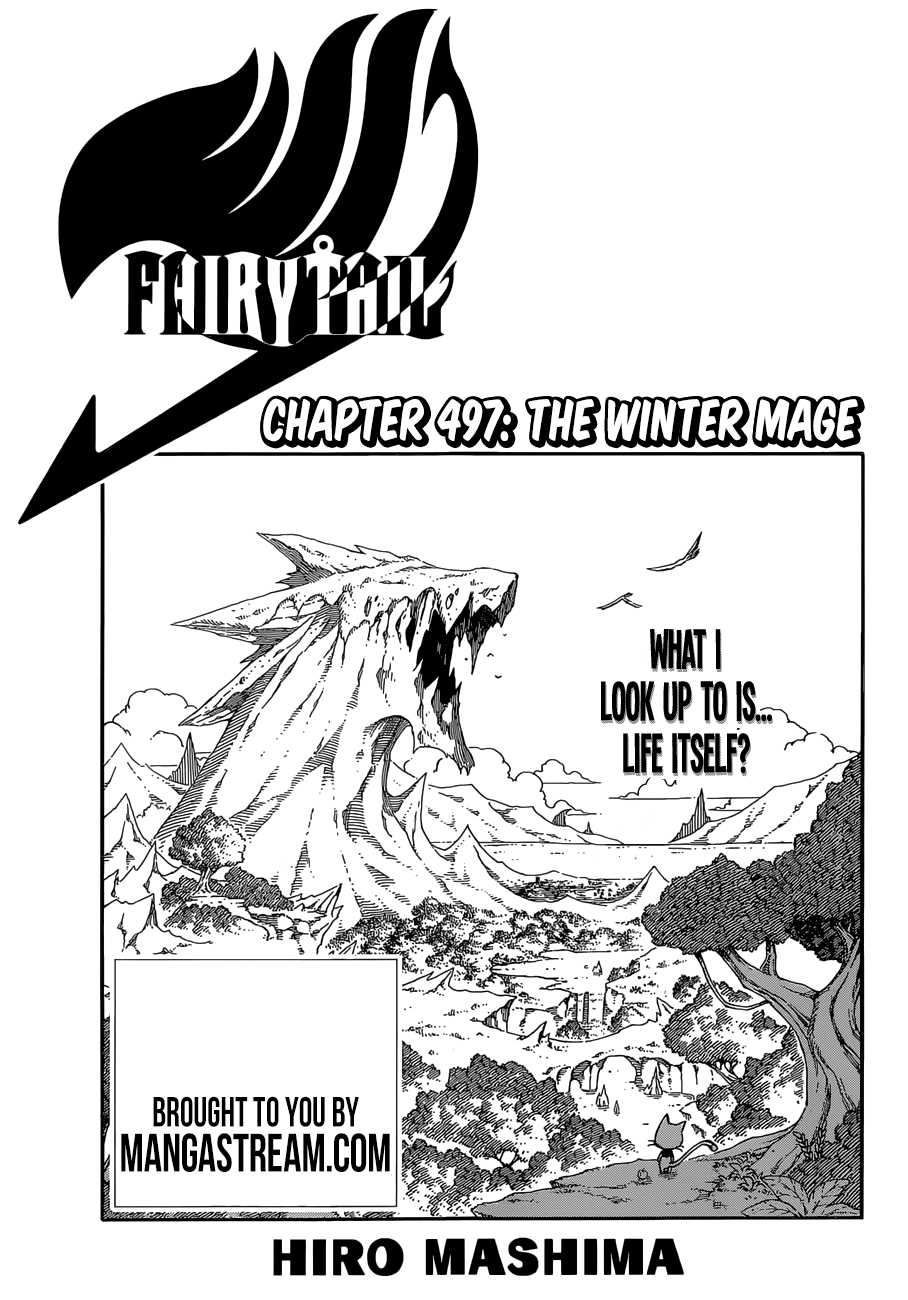 FAIRY TAIL
CHAPTER 497: THE WINTER MAGE
WHAT I
LOOK UP TO IS...
LIFE ITSELF?
BROUGHT TO YOU BY
MANGASTREAM.COM
HIRO MASHIMA